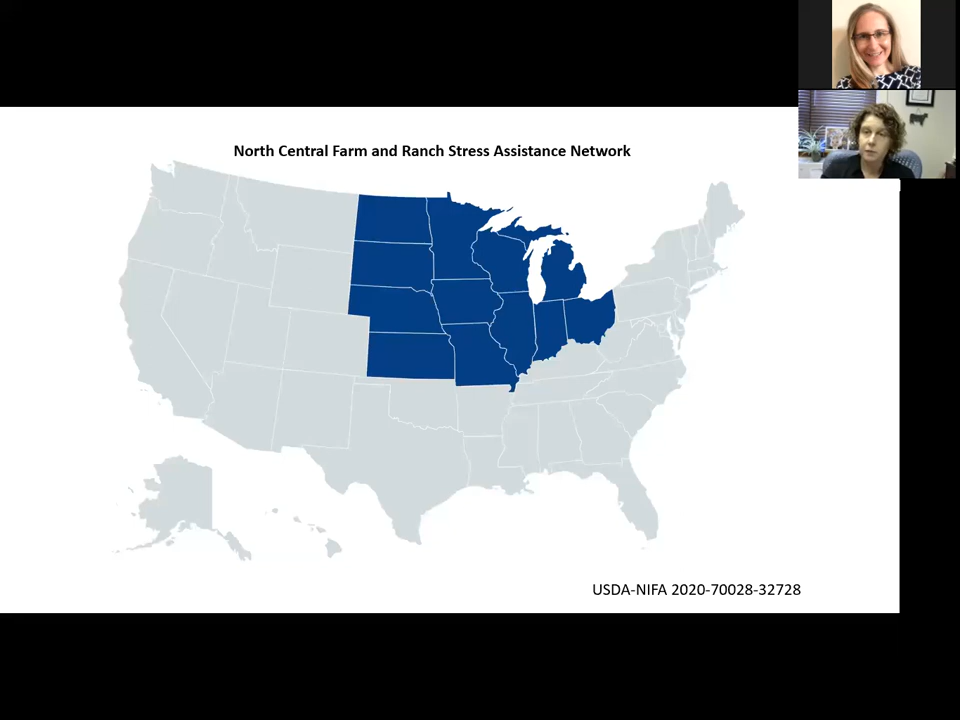 North Central Farm and Ranch Stress Assistance Network
USDA-NIFA 2020-70028-32728